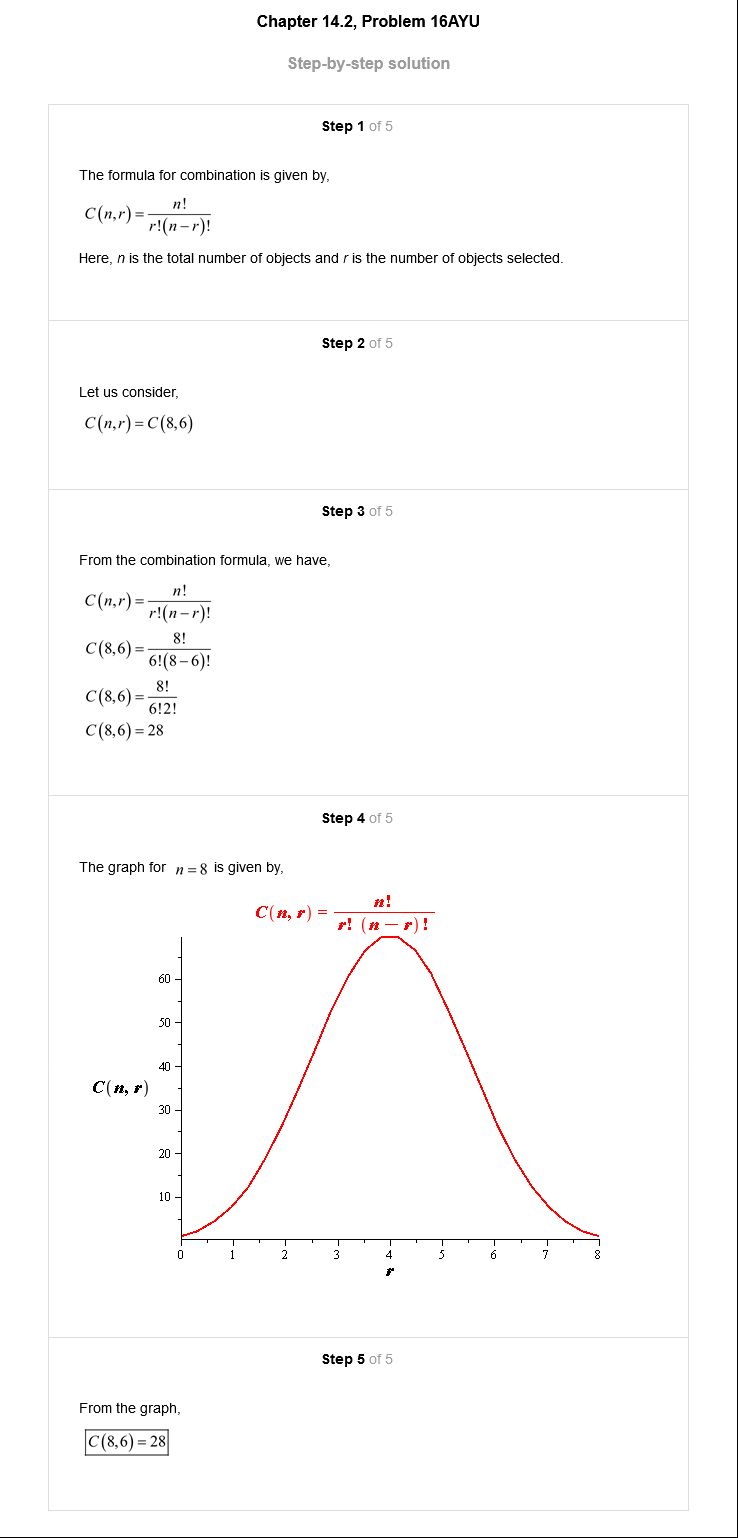 Chapter 14.2, Problem 16AYU
Step-by-step solution
Step 1 of 5
The formula for combination is given by,
C(n,r) = n! / r!(n−r)!
Here, n is the total number of objects and r is the number of objects selected.
Step 2 of 5
Let us consider,
C(n,r) = C(8,6)
Step 3 of 5
From the combination formula, we have,
C(n,r) = n! / r!(n−r)!
C(8,6) = 8! / 6!(8−6)!
C(8,6) = 8! / 6!2!
C(8,6) = 28
Step 4 of 5
The graph for n = 8 is given by,
C(n, r) = n! / r! (n − r)!
60
50
40
C(n, r)
30
20
10
0 1 2 3 4 5 6 7 8
r
Step 5 of 5
From the graph,
C(8,6) = 28